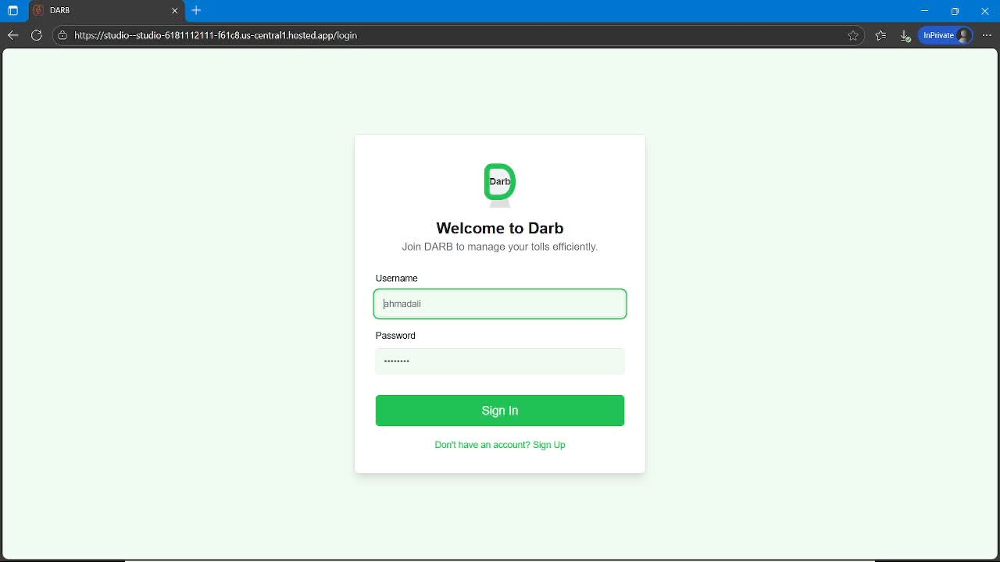 DARB
https://studio--studio-6181112111-f61c8.us-central1.hosted.app/login
InPrivate
Darb
Welcome to Darb
Join DARB to manage your tolls efficiently.
Username
ahmadali
Password
••••••••
Sign In
Don't have an account? Sign Up